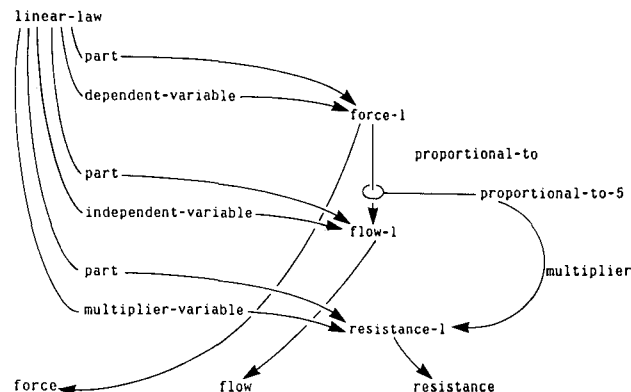 linear-law
part
dependent-variable
force-1
proportional-to
part
proportional-to-5
independent-variable
flow-1
part
multiplier
multiplier-variable
resistance-1
force
flow
resistance